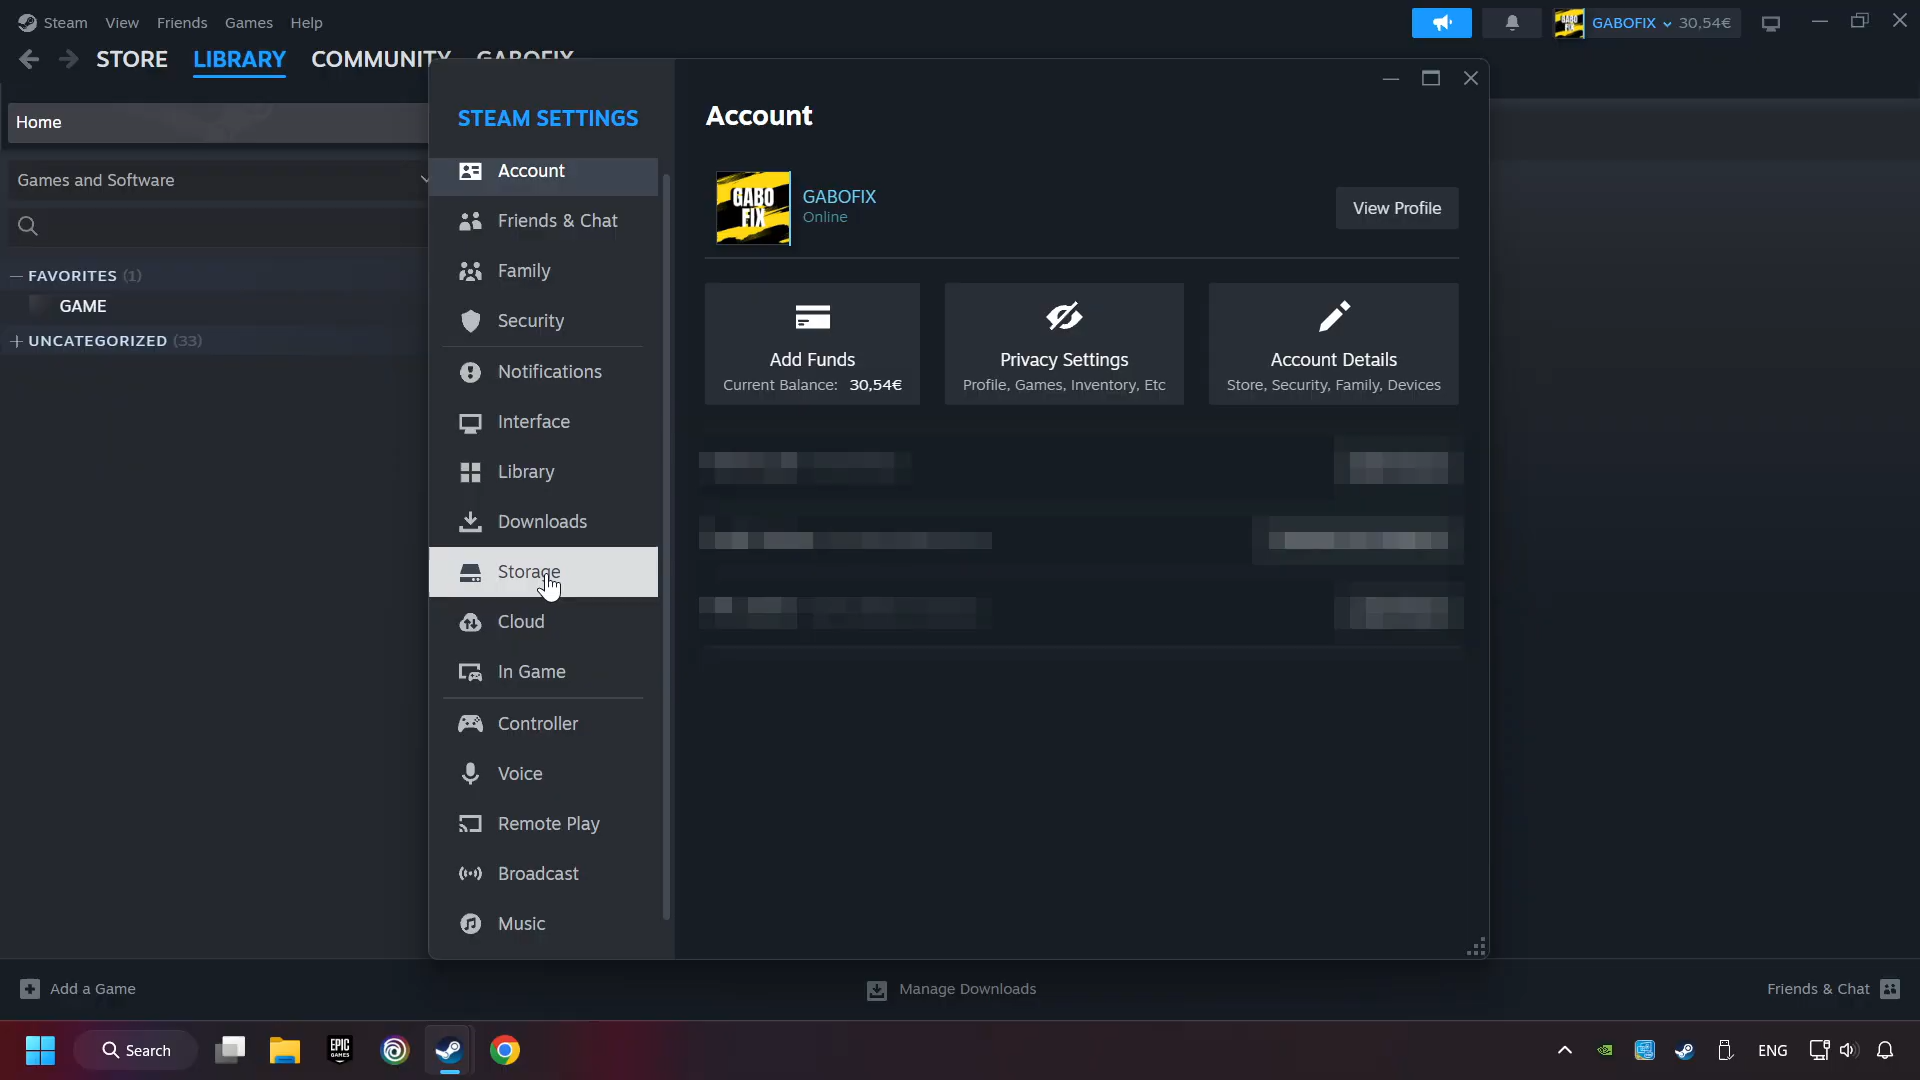 Steam View Friends Games Help
GABOFIX 30,54€
STORE LIBRARY COMMUNITY GABOFIX
Home
Games and Software
FAVORITES (1)
GAME
UNCATEGORIZED (33)
STEAM SETTINGS
Account
Friends & Chat
Family
Security
Notifications
Interface
Library
Downloads
Storage
Cloud
In Game
Controller
Voice
Remote Play
Broadcast
Music
Account
GABO
FIX
GABOFIX
Online
View Profile
Add Funds
Current Balance: 30,54€
Privacy Settings
Profile, Games, Inventory, Etc
Account Details
Store, Security, Family, Devices
Add a Game
Manage Downloads
Friends & Chat
Search
EPIC
GAMES
ENG